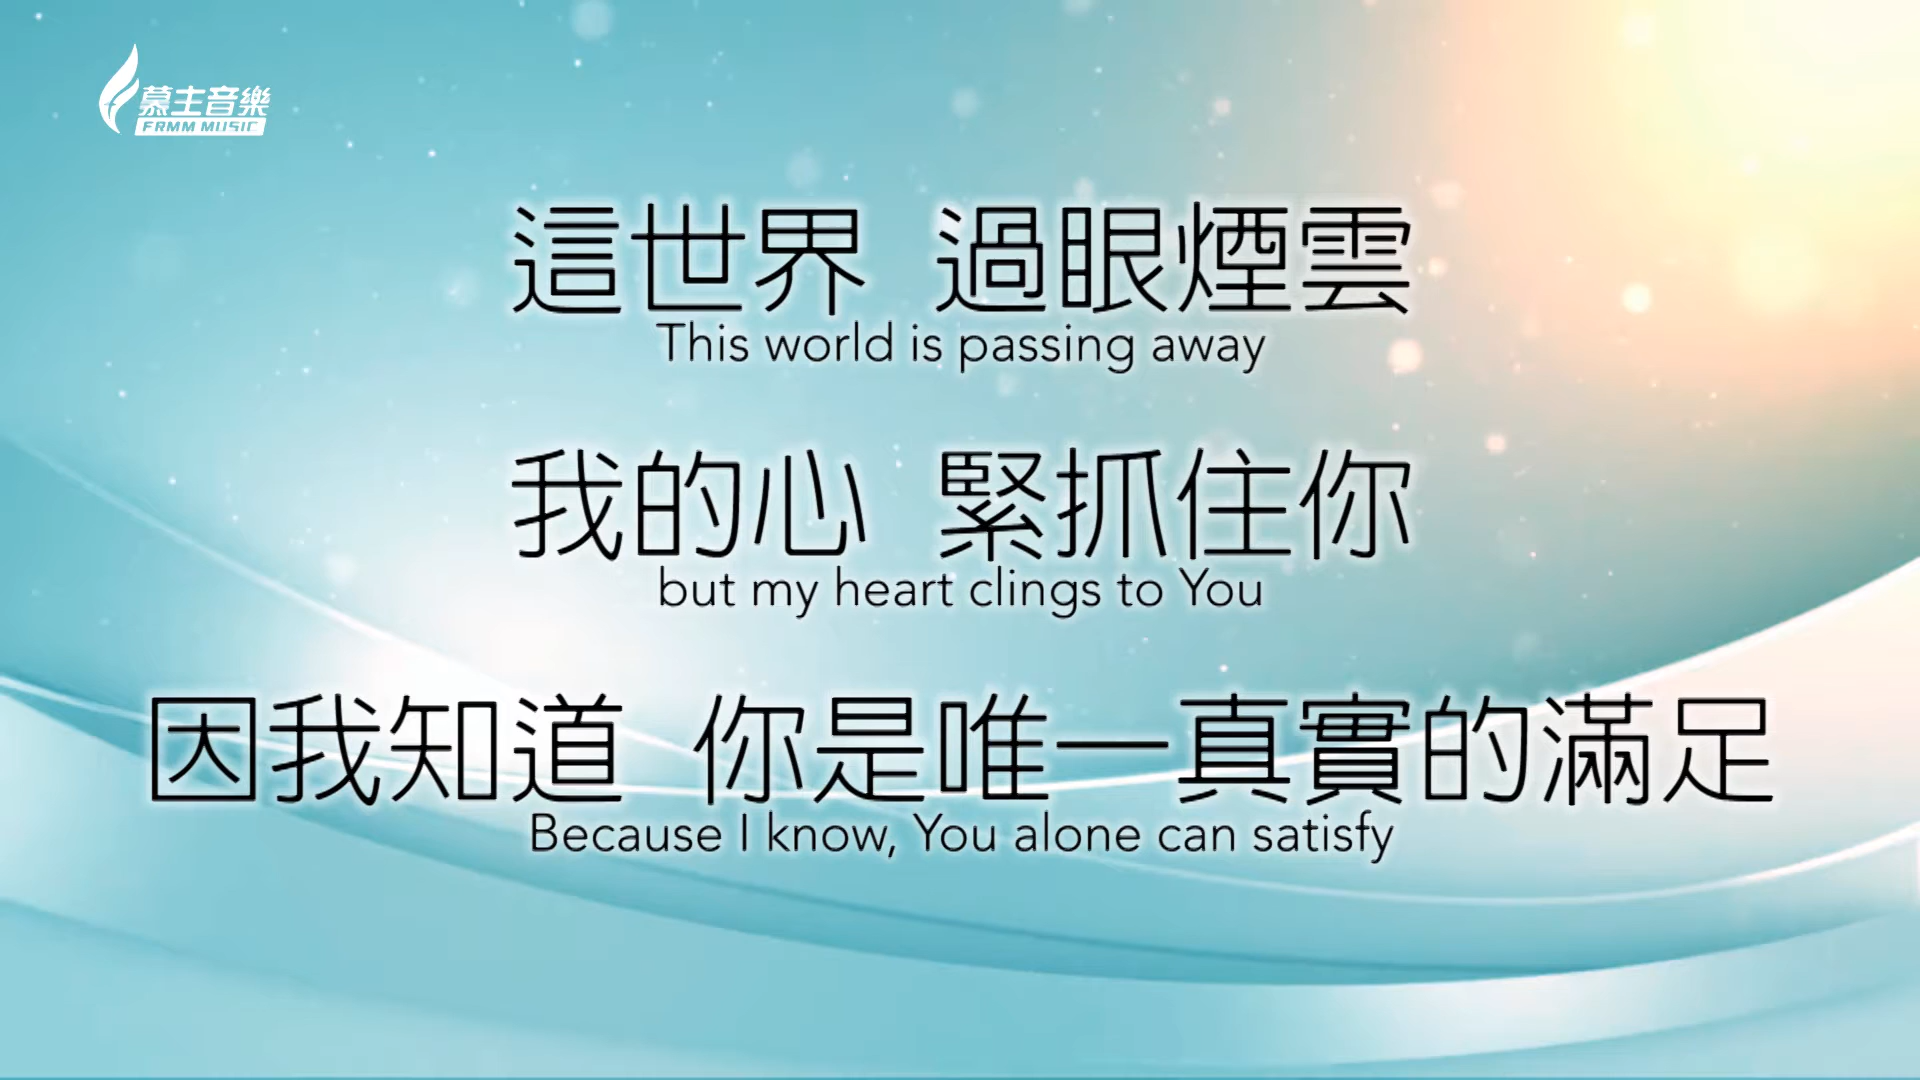 慕主音樂
FRMM MUSIC
這世界 過眼煙雲
This world is passing away
我的心 緊抓住你
but my heart clings to You
因我知道 你是唯一真實的滿足
Because I know, You alone can satisfy